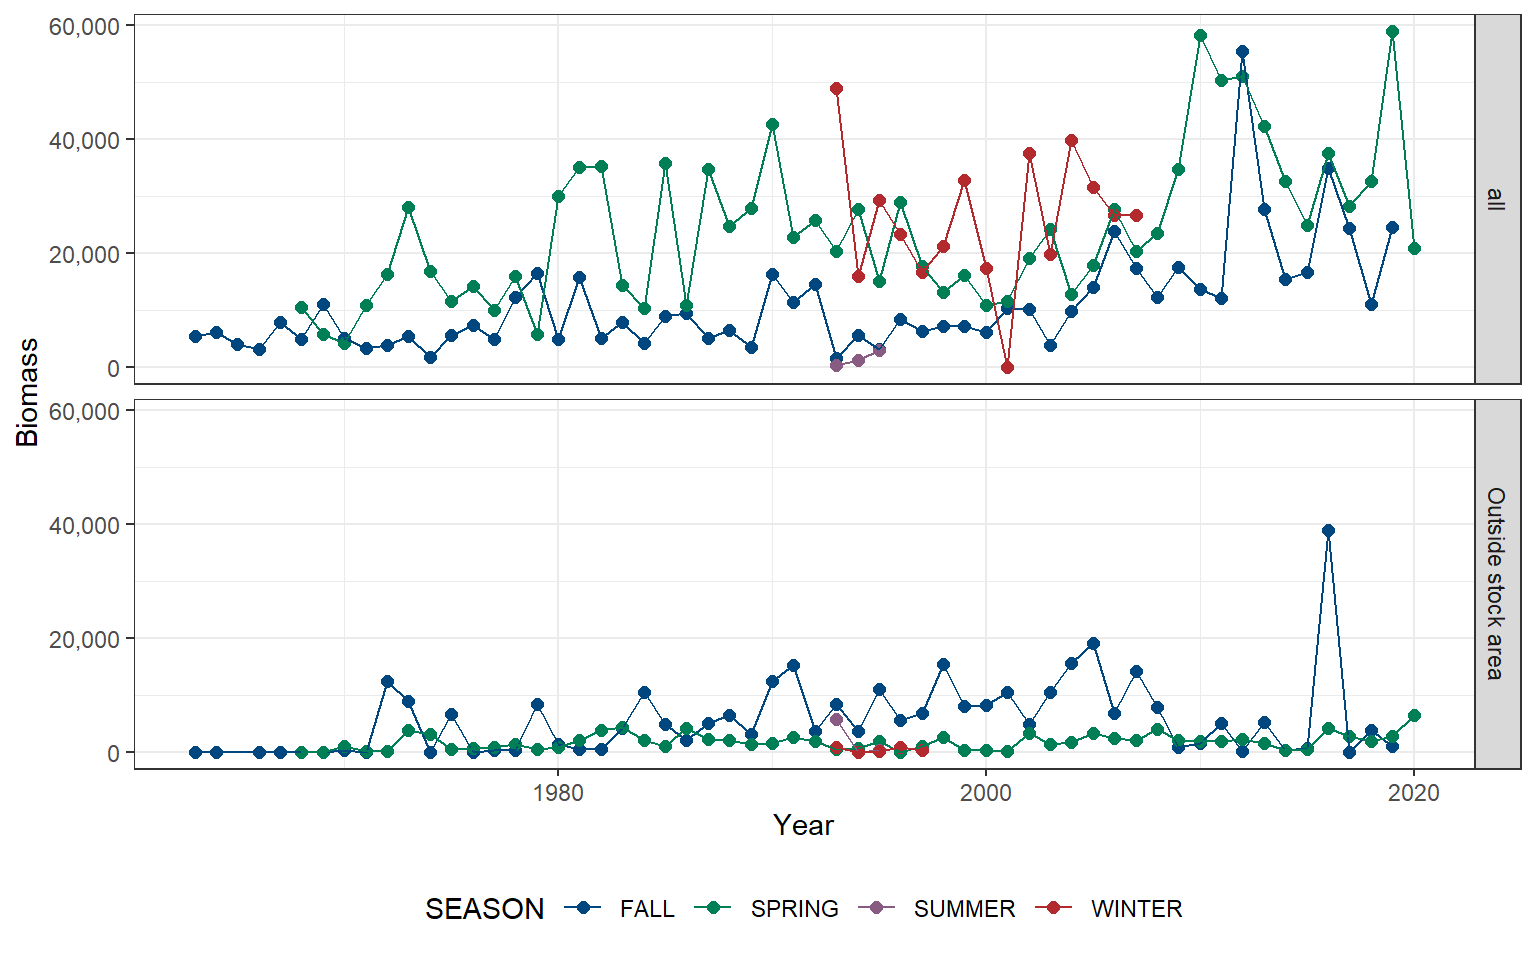 60,000
40,000
20,000
0
all
Biomass
60,000
40,000
20,000
0
Outside stock area
1980 2000 2020
Year
SEASON FALL SPRING SUMMER WINTER